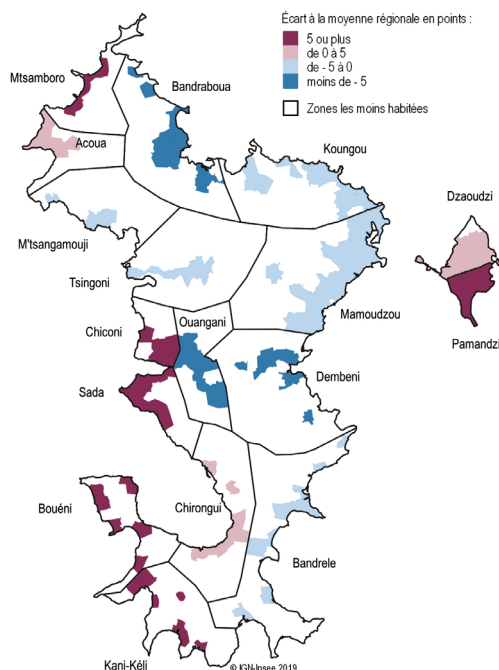 Écart à la moyenne régionale en points :
5 ou plus
de 0 à 5
de - 5 à 0
moins de - 5
Zones les moins habitées
Mtsamboro
Bandraboua
Acoua
Koungou
Dzaoudzi
M'tsangamouji
Tsingoni
Mamoudzou
Ouangani
Chiconi
Pamandzi
Dembeni
Sada
Bouéni
Chirongui
Bandrele
Kani-Kéli
© IGN-Insee 2019